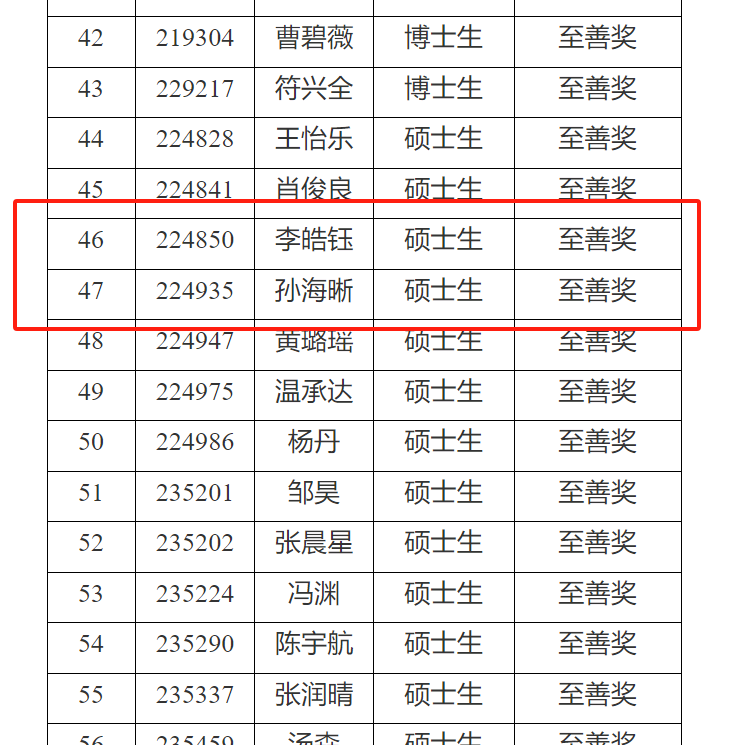 42 219304 曹碧薇 博士生 至善奖
43 229217 符兴全 博士生 至善奖
44 224828 王怡乐 硕士生 至善奖
45 224841 肖俊良 硕士生 至善奖
46 224850 李皓钰 硕士生 至善奖
47 224935 孙海晰 硕士生 至善奖
48 224947 黄璐瑶 硕士生 至善奖
49 224975 温承达 硕士生 至善奖
50 224986 杨丹 硕士生 至善奖
51 235201 邹昊 硕士生 至善奖
52 235202 张晨星 硕士生 至善奖
53 235224 冯渊 硕士生 至善奖
54 235290 陈宇航 硕士生 至善奖
55 235337 张润晴 硕士生 至善奖
56 235459 汤森 硕士生 至善奖